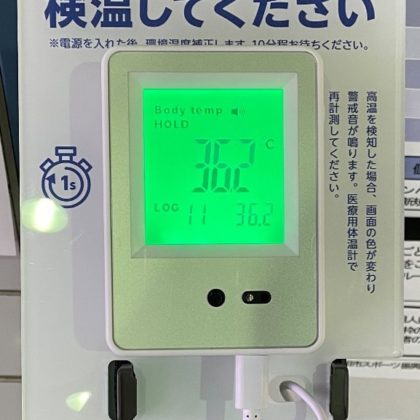 検温してください
※電源を入れた後、環境温度補正します。10分程お待ちください。
Body temp
HOLD
36.2 ℃
LOG 11 36.2
1s
高温を検知した場合、画面の色が変わり
警戒音が鳴ります。医療用体温計で
再計測してください。